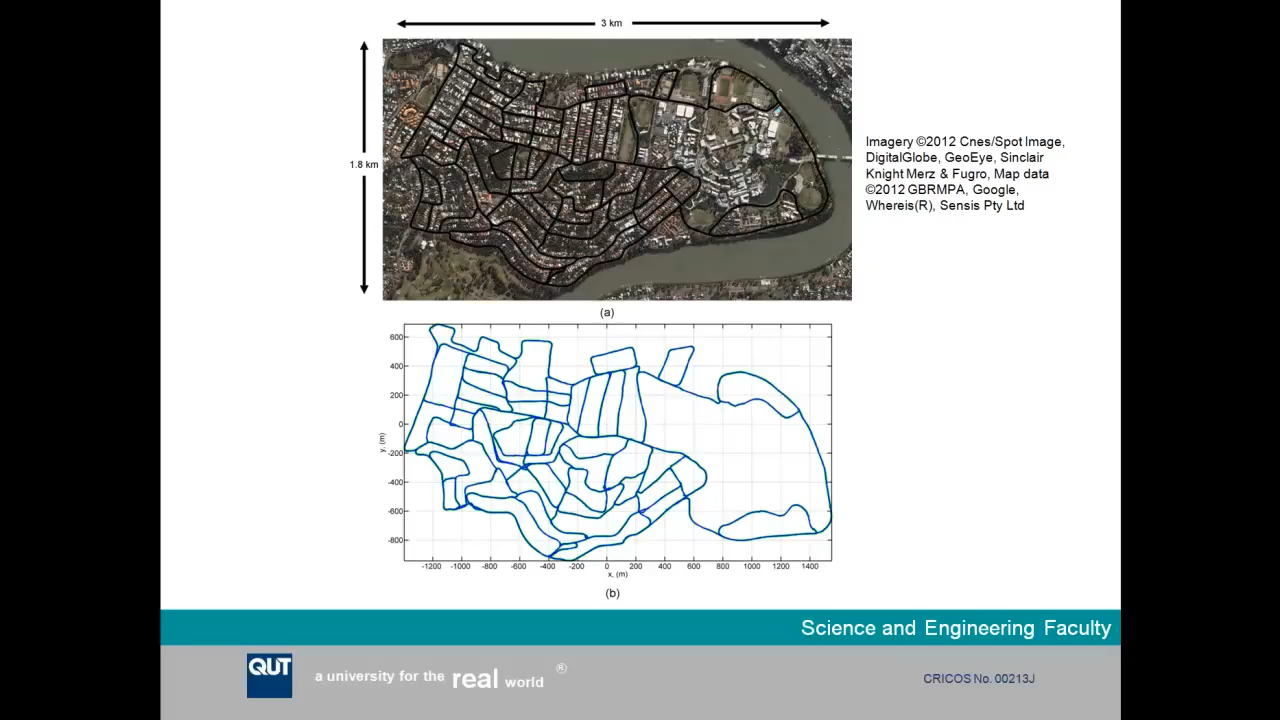 3 km
1.8 km
Imagery ©2012 Cnes/Spot Image,
DigitalGlobe, GeoEye, Sinclair
Knight Merz & Fugro, Map data
©2012 GBRMPA, Google,
Whereis(R), Sensis Pty Ltd
(a)
600
400
200
0
-200
-400
-600
-800
y, (m)
-1200 -1000 -800 -600 -400 -200 0 200 400 600 800 1000 1200 1400
x, (m)
(b)
Science and Engineering Faculty
QUT
a university for the real world ®
CRICOS No. 00213J